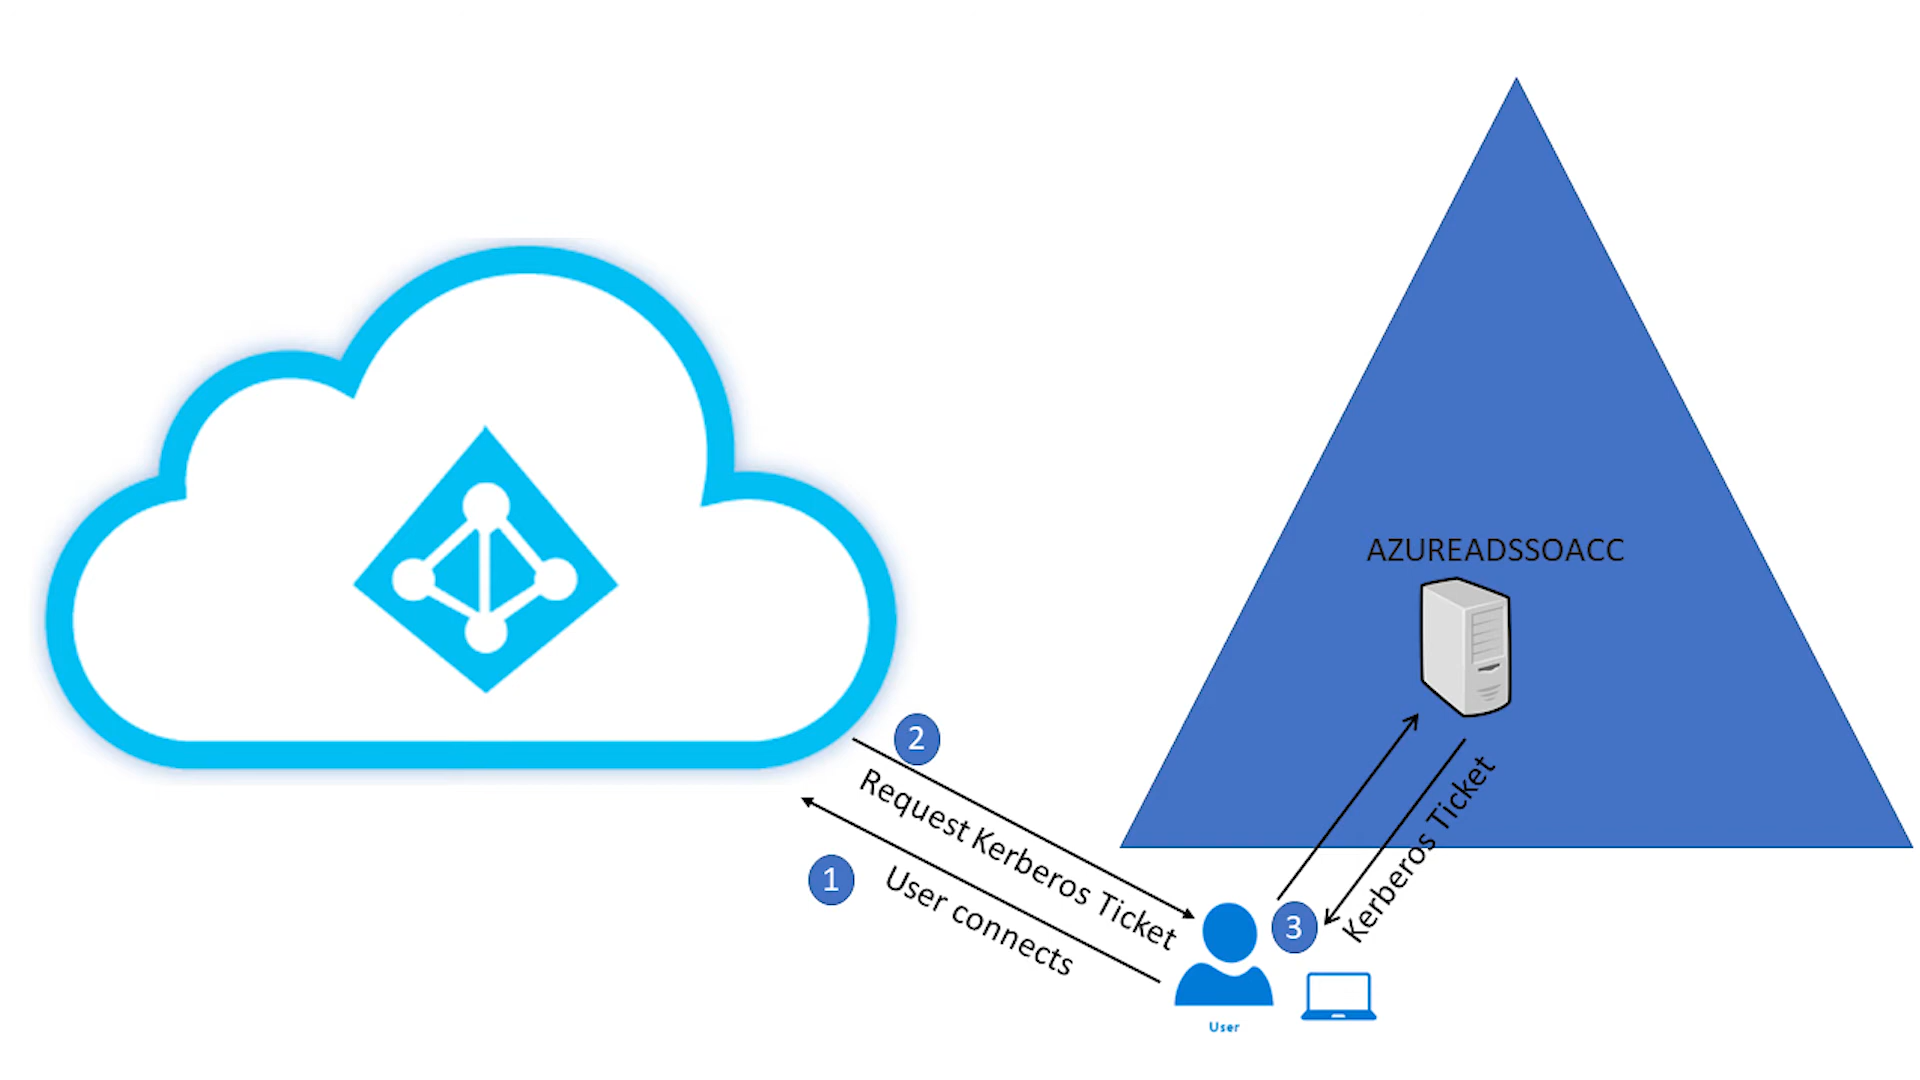 AZUREADSSOACC
2
Request Kerberos Ticket
1
User connects
3
Kerberos Ticket
User